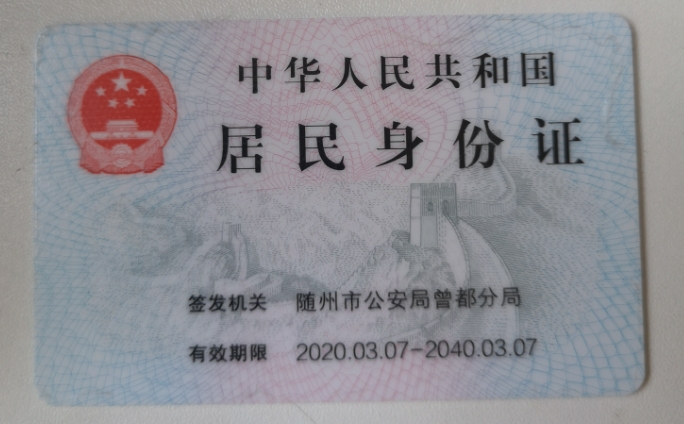 中华人民共和国
居民身份证
签发机关 随州市公安局曾都分局
有效期限 2020.03.07-2040.03.07